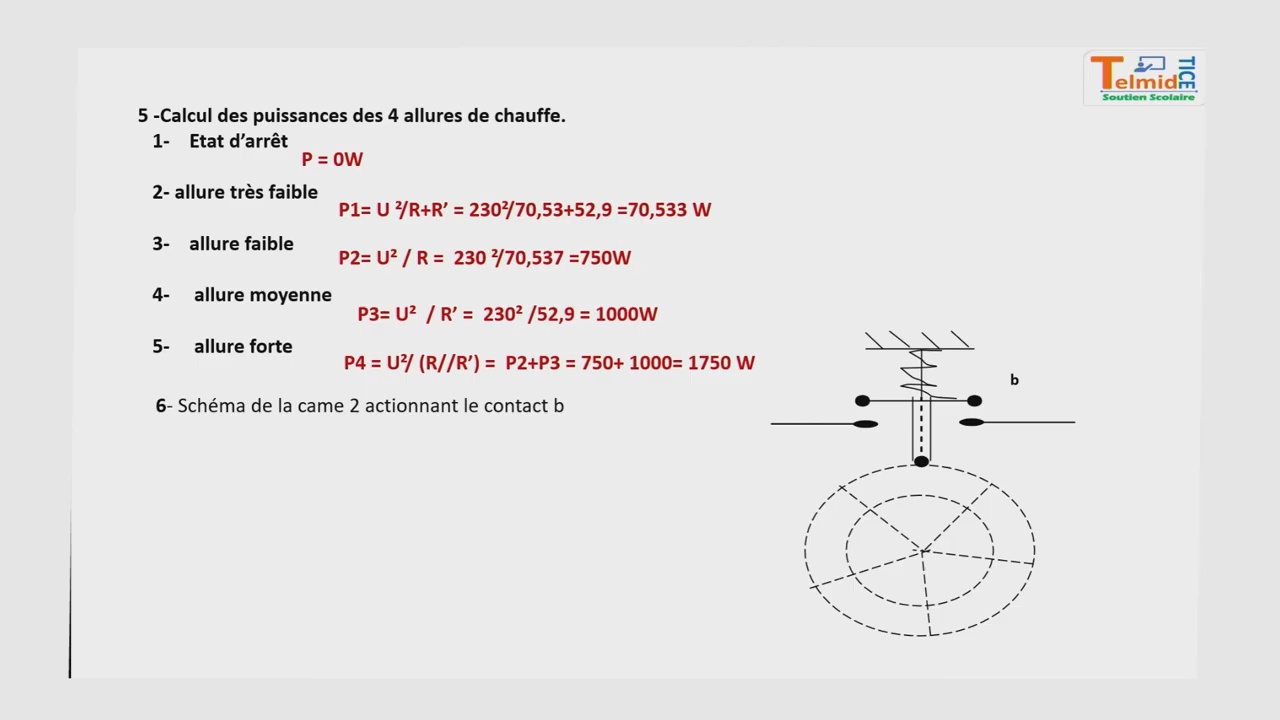 Telmid TICE
Soutien Scolaire
5 -Calcul des puissances des 4 allures de chauffe.
1- Etat d’arrêt
P = 0W
2- allure très faible
P1= U ²/R+R’ = 230²/70,53+52,9 =70,533 W
3- allure faible
P2= U² / R = 230 ²/70,537 =750W
4- allure moyenne
P3= U² / R’ = 230² /52,9 = 1000W
5- allure forte
P4 = U²/ (R//R’) = P2+P3 = 750+ 1000= 1750 W
b
6- Schéma de la came 2 actionnant le contact b